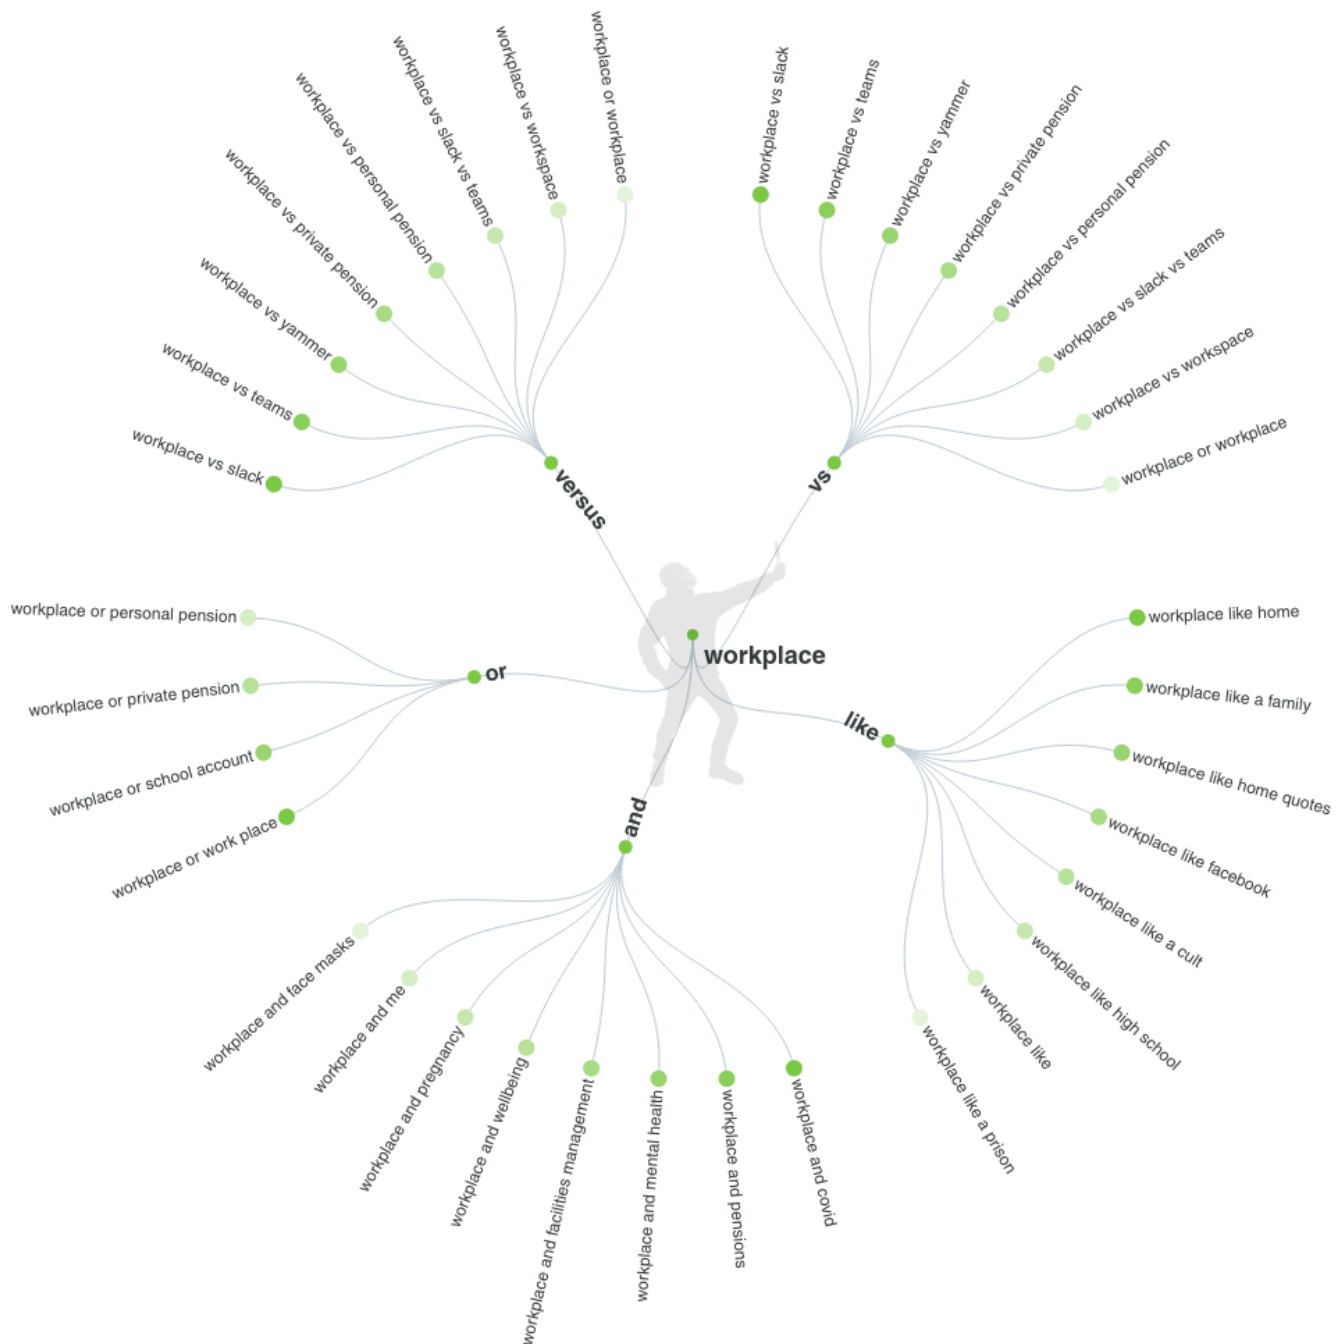 workplace
versus
workplace vs slack
workplace vs teams
workplace vs yammer
workplace vs private pension
workplace vs personal pension
workplace vs slack vs teams
workplace vs workspace
workplace or workplace
vs
workplace vs slack
workplace vs teams
workplace vs yammer
workplace vs private pension
workplace vs personal pension
workplace vs slack vs teams
workplace vs workspace
workplace or workplace
like
workplace like home
workplace like a family
workplace like home quotes
workplace like facebook
workplace like a cult
workplace like high school
workplace like
workplace like a prison
and
workplace and covid
workplace and pensions
workplace and mental health
workplace and facilities management
workplace and wellbeing
workplace and pregnancy
workplace and me
workplace and face masks
or
workplace or work place
workplace or school account
workplace or private pension
workplace or personal pension